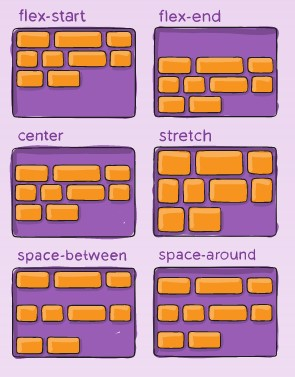 flex-start
flex-end
center
stretch
space-between
space-around